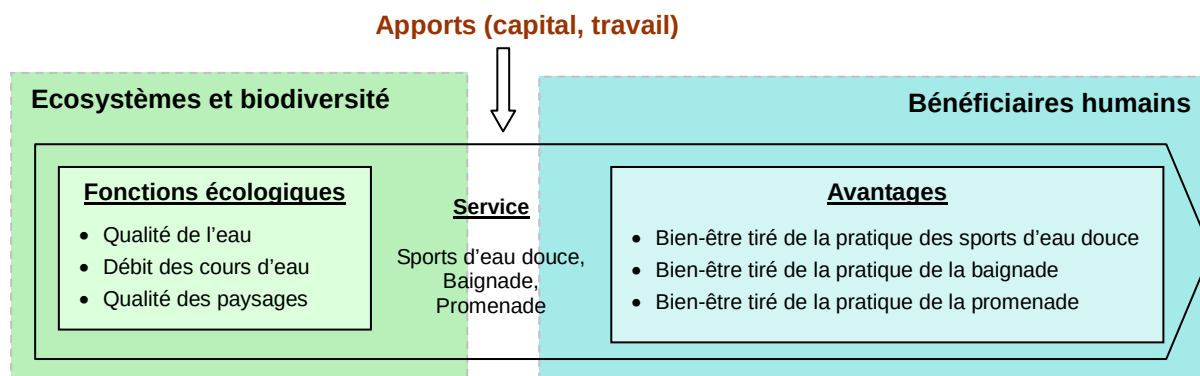 Apports (capital, travail)
Ecosystèmes et biodiversité
Bénéficiaires humains
Fonctions écologiques
• Qualité de l’eau
• Débit des cours d’eau
• Qualité des paysages
Service
Sports d’eau douce,
Baignade,
Promenade
Avantages
• Bien-être tiré de la pratique des sports d’eau douce
• Bien-être tiré de la pratique de la baignade
• Bien-être tiré de la pratique de la promenade